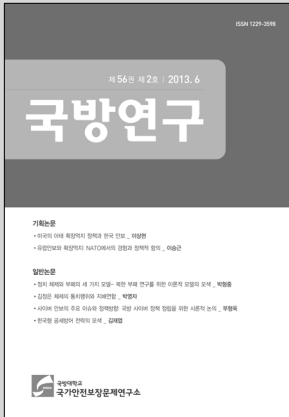 ISSN 1229-3598
제 56권 제 2호 | 2013. 6
국방연구
기획논문
• 미국의 아태 확장억지 정책과 한국 안보 _ 이상현
• 유럽안보와 확장억지: NATO에서의 경험과 정책적 함의 _ 이승근
일반논문
• 정치 체제와 부패의 세 가지 모델- 북한 부패 연구를 위한 이론적 모델의 모색 _ 박형중
• 김정은 체제의 통치행위와 지배연합 _ 박영자
• 사이버 안보의 주요 이슈와 정책방향: 국방 사이버 정책 정립을 위한 시론적 논의 _ 부형욱
• 한국형 공세방어 전략의 모색 _ 김재엽
국방대학교
국가안전보장문제연구소